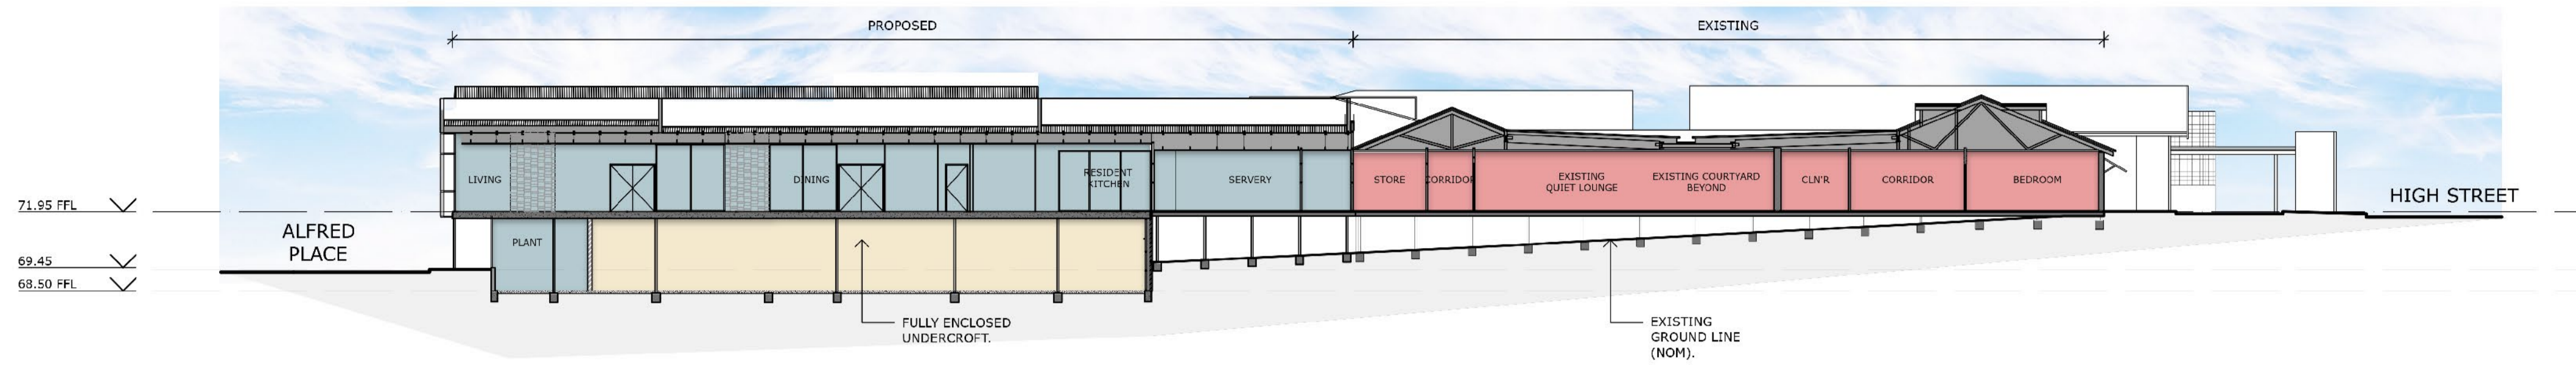 PROPOSED
EXISTING
LIVING
DINING
RESIDENT
KITCHEN
SERVERY
STORE
CORRIDOR
EXISTING
QUIET LOUNGE
EXISTING COURTYARD
BEYOND
CLN'R
CORRIDOR
BEDROOM
71.95 FFL
HIGH STREET
ALFRED
PLACE
PLANT
69.45
68.50 FFL
FULLY ENCLOSED
UNDERCROFT.
EXISTING
GROUND LINE
(NOM).